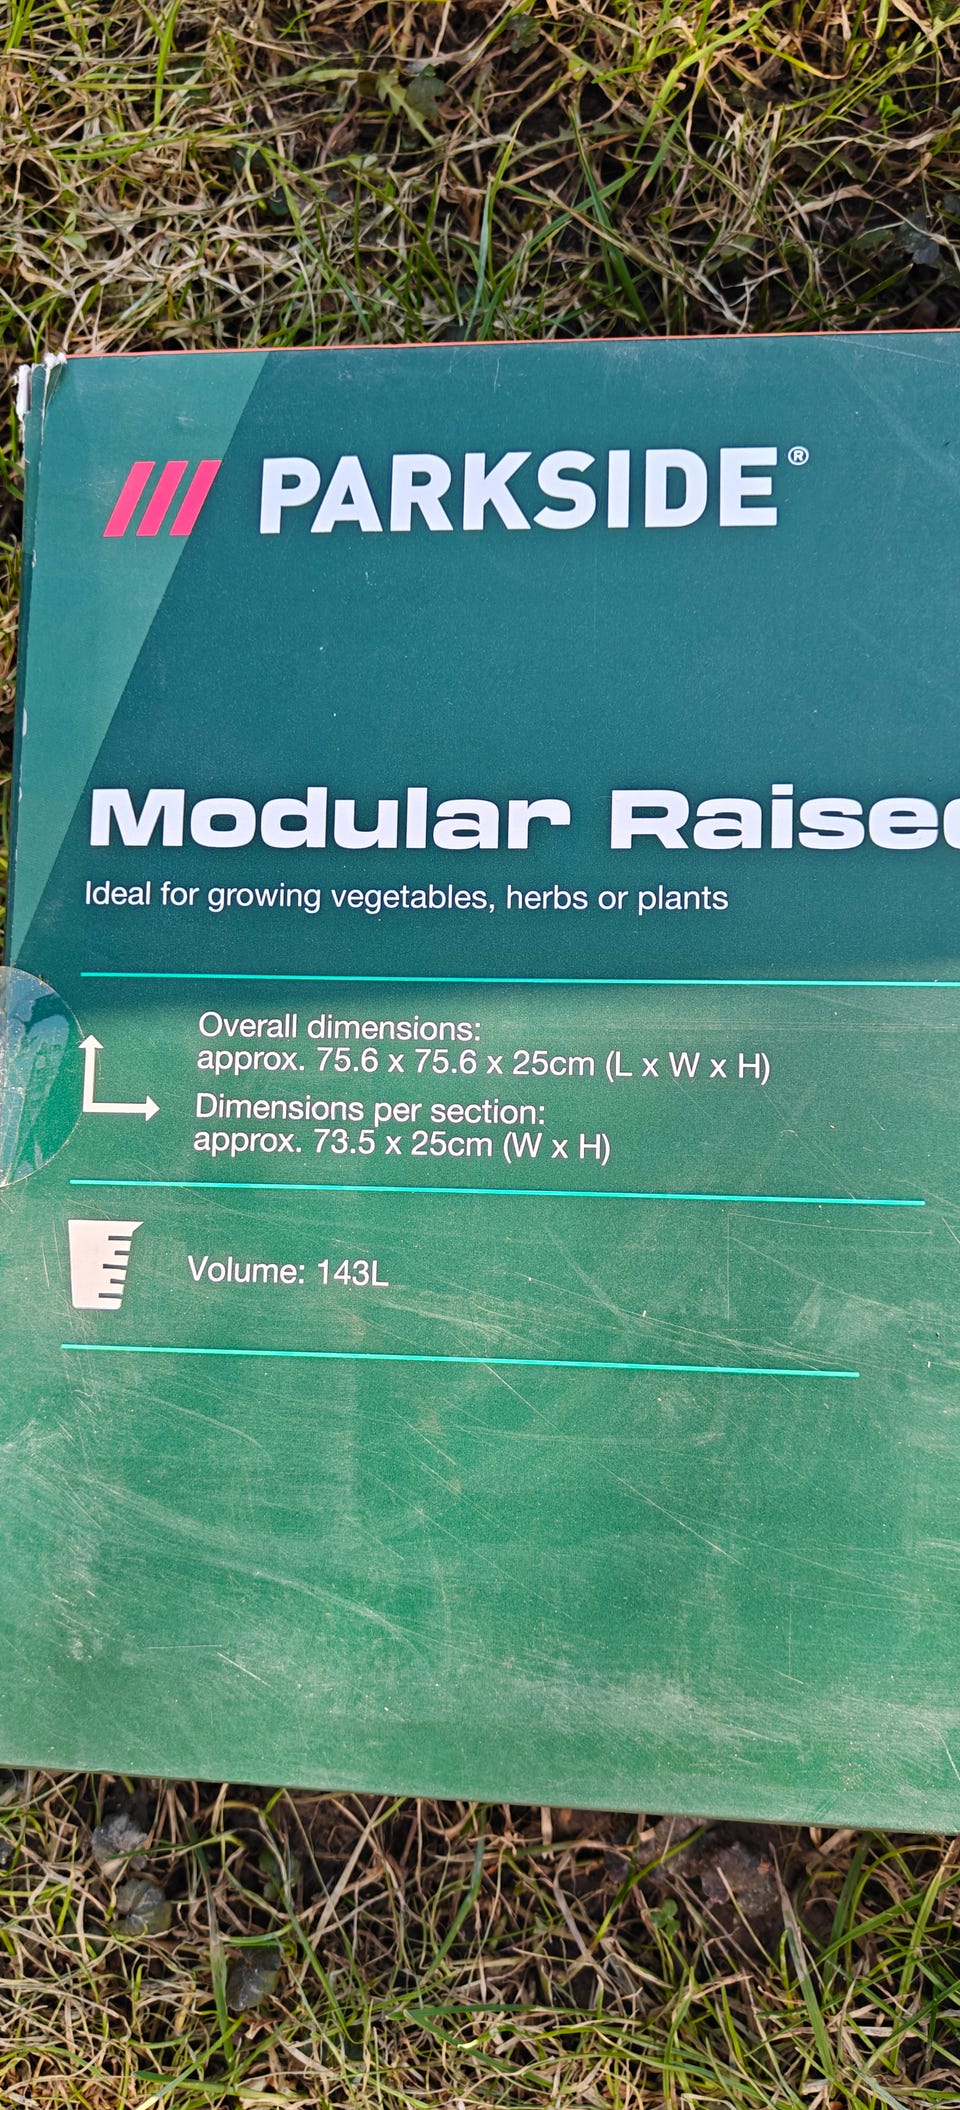 PARKSIDE®
Modular Raised
Ideal for growing vegetables, herbs or plants
Overall dimensions:
approx. 75.6 x 75.6 x 25cm (L x W x H)
Dimensions per section:
approx. 73.5 x 25cm (W x H)
Volume: 143L